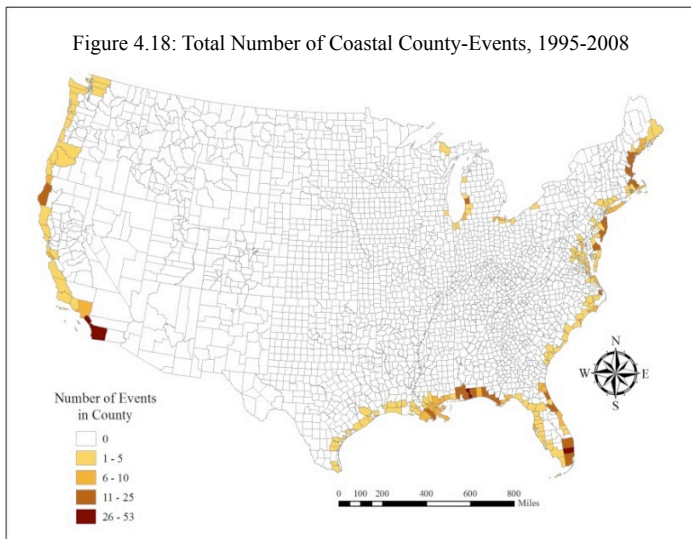 Figure 4.18: Total Number of Coastal County-Events, 1995-2008
N
W
E
S
Number of Events
in County
0
1 - 5
6 - 10
11 - 25
26 - 53
0 100 200 400 600 800
Miles